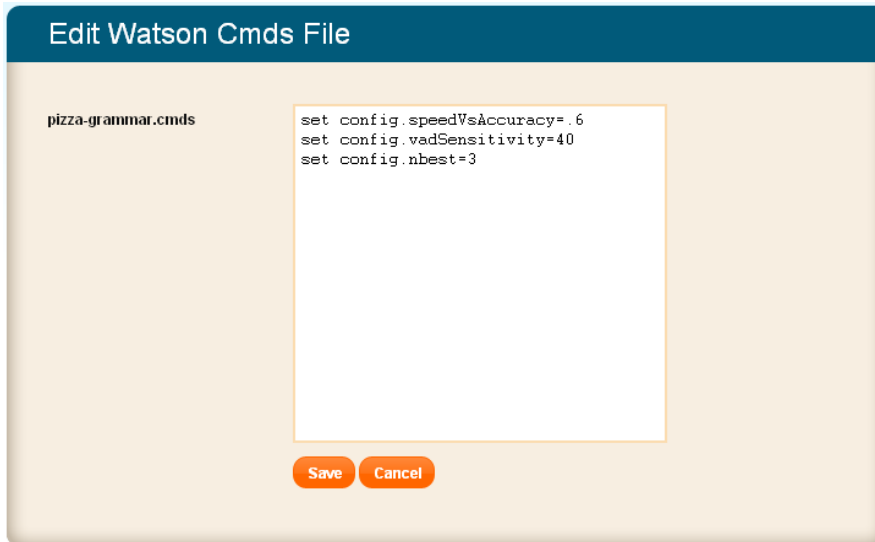 Edit Watson Cmds File
pizza-grammar.cmds
set config.speedVsAccuracy=.6
set config.vadSensitivity=40
set config.nbest=3
Save Cancel